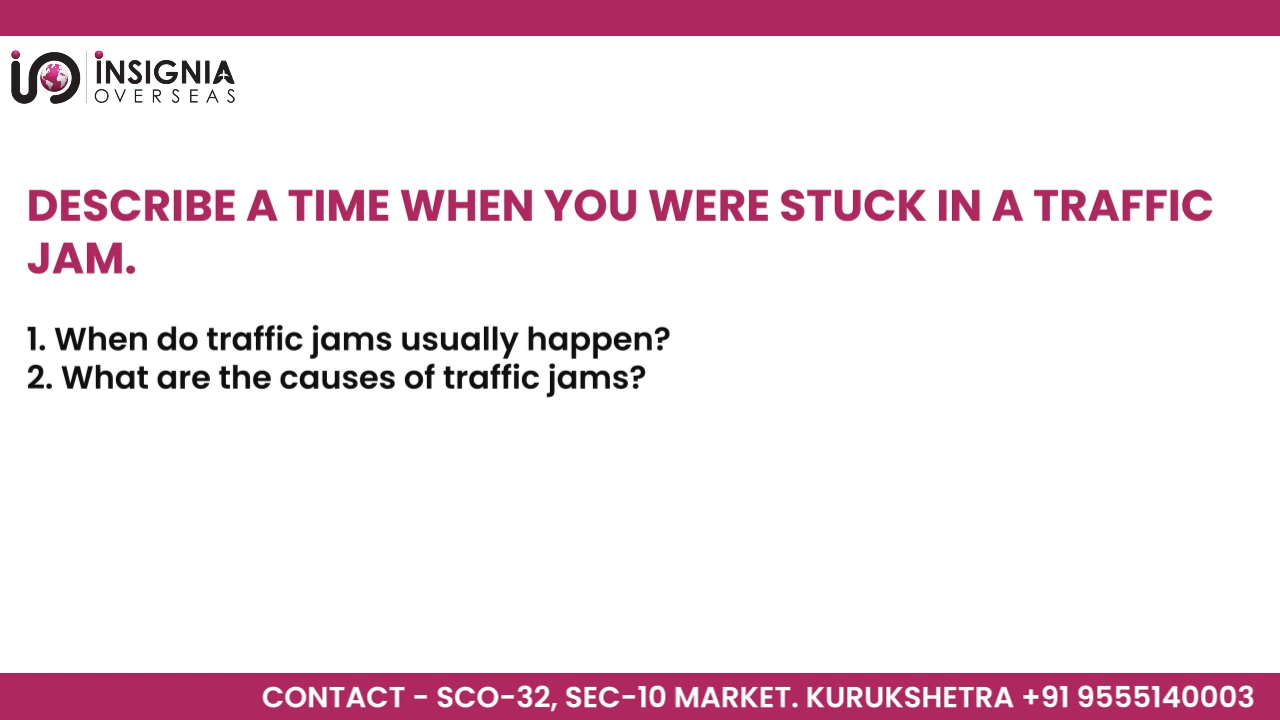 INSIGNIA
OVERSEAS
DESCRIBE A TIME WHEN YOU WERE STUCK IN A TRAFFIC
JAM.
1. When do traffic jams usually happen?
2. What are the causes of traffic jams?
CONTACT - SCO-32, SEC-10 MARKET. KURUKSHETRA +91 9555140003